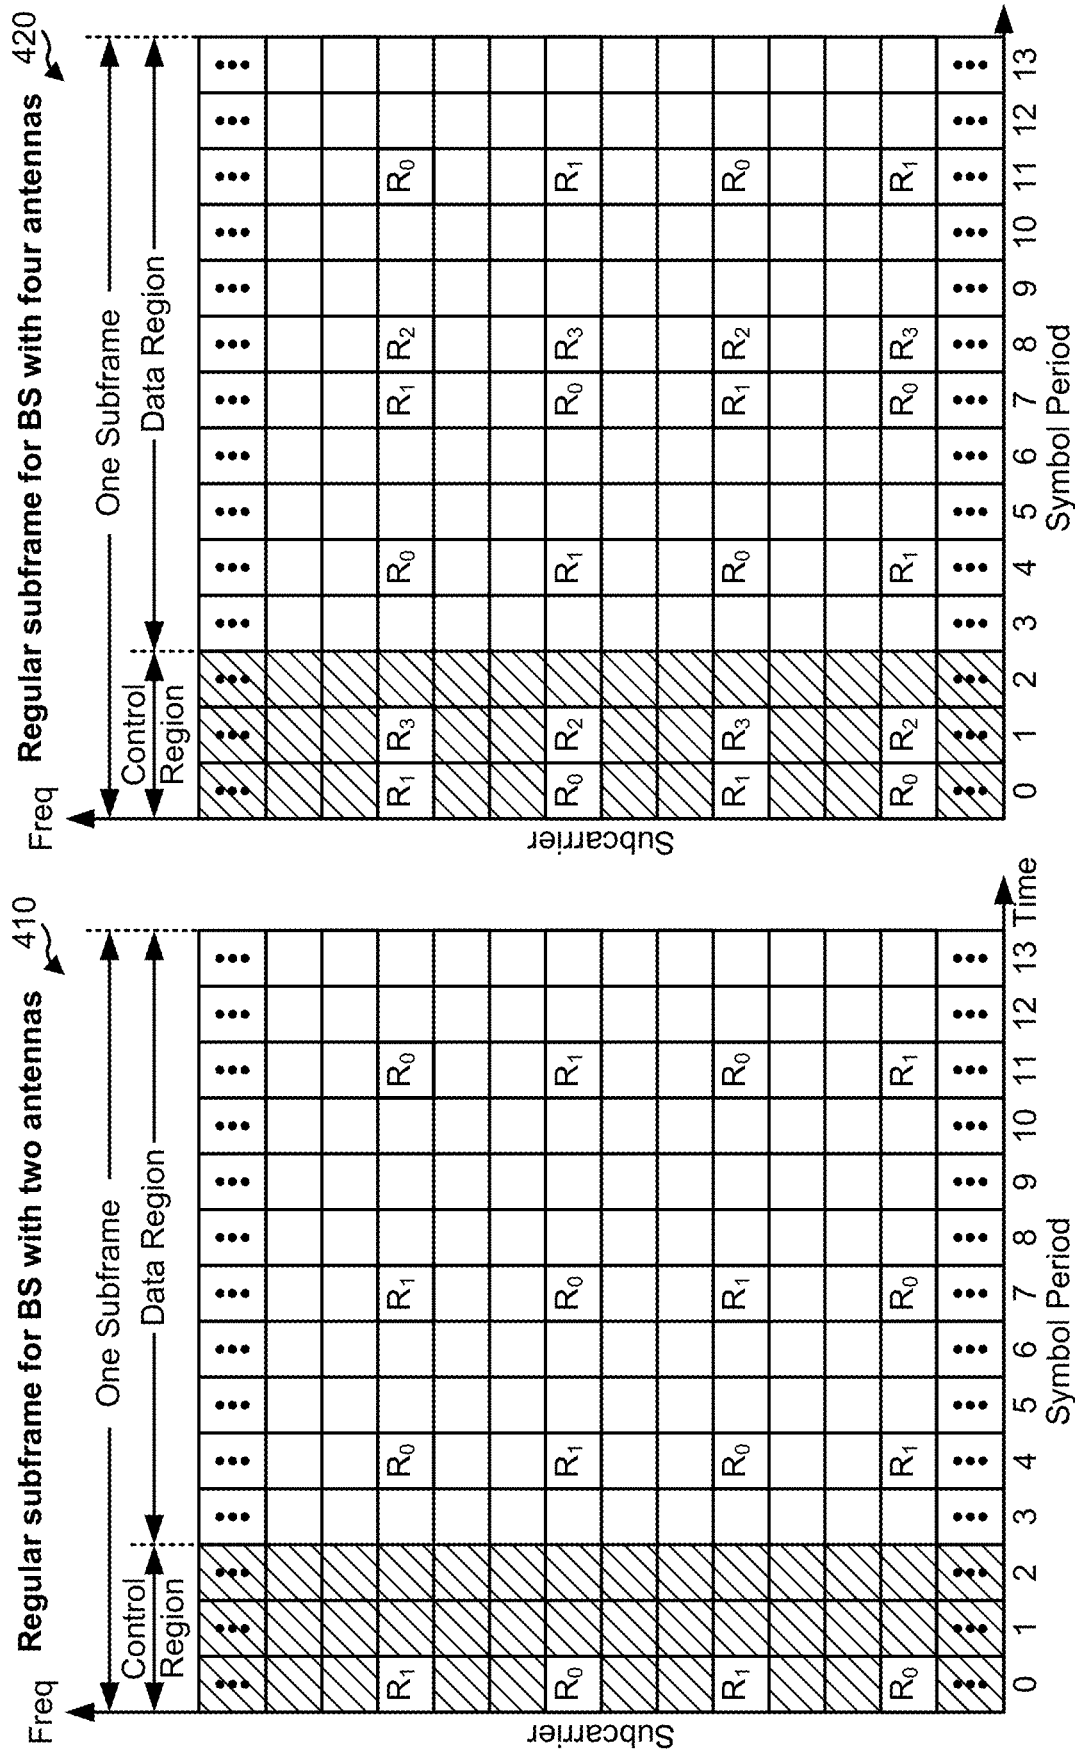 Regular subframe for BS with two antennas 410
Freq
One Subframe
Control Region
Data Region
Subcarrier
... ... ... ... ... ... ... ... ... ... ... ... ... ...
R₁ R₀ R₁ R₀
R₀ R₁ R₀ R₁
R₁ R₀ R₁ R₀
R₀ R₁ R₀ R₁
... ... ... ... ... ... ... ... ... ... ... ... ... ...
0 1 2 3 4 5 6 7 8 9 10 11 12 13 Time
Symbol Period
Regular subframe for BS with four antennas 420
Freq
One Subframe
Control Region
Data Region
Subcarrier
... ... ... ... ... ... ... ... ... ... ... ... ... ...
R₁ R₃ R₀ R₁ R₂ R₀
R₀ R₂ R₁ R₀ R₃ R₁
R₁ R₃ R₀ R₁ R₂ R₀
R₀ R₂ R₁ R₀ R₃ R₁
... ... ... ... ... ... ... ... ... ... ... ... ... ...
0 1 2 3 4 5 6 7 8 9 10 11 12 13
Symbol Period